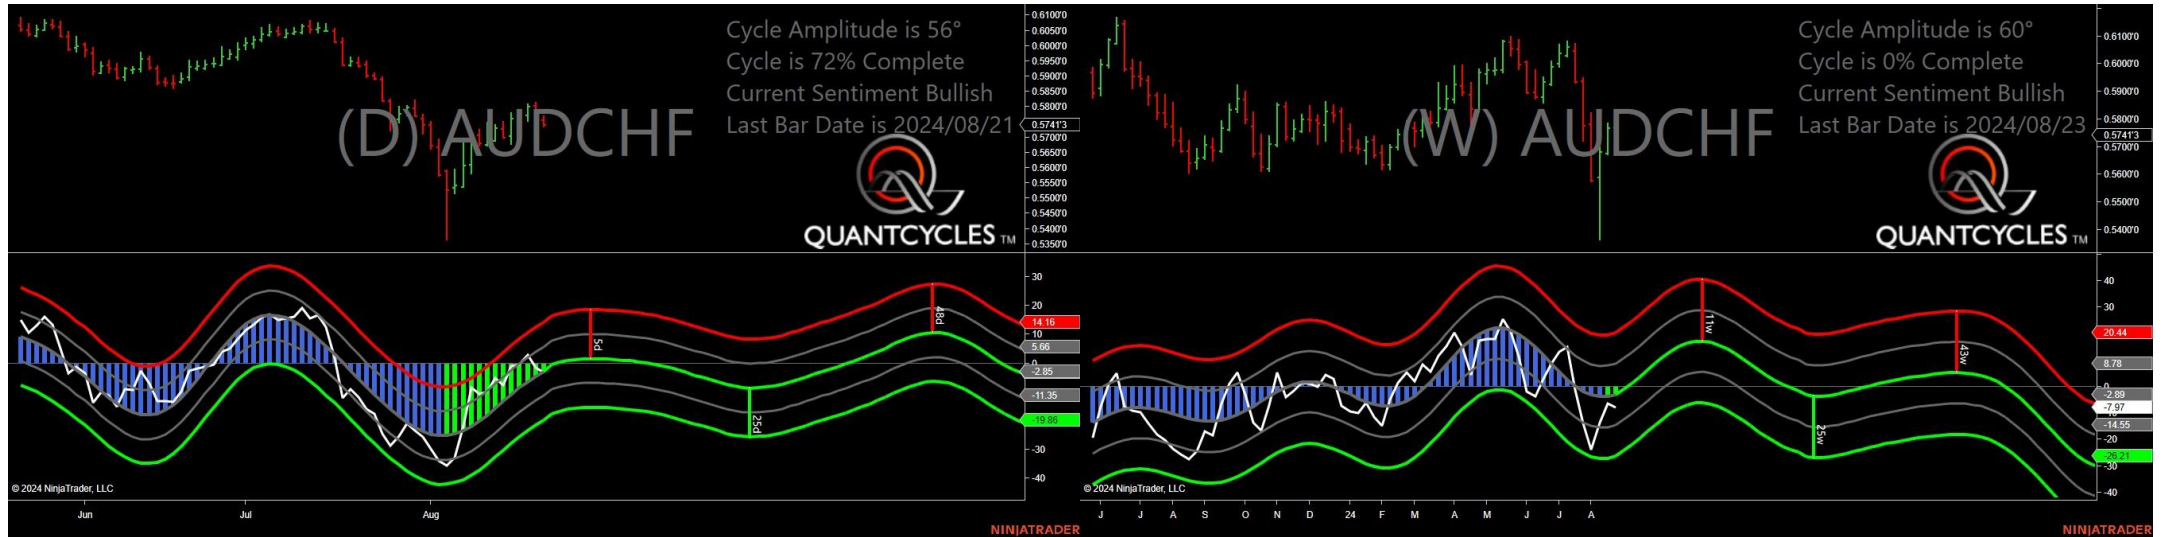 Cycle Amplitude is 56°
Cycle is 72% Complete
Current Sentiment Bullish
Last Bar Date is 2024/08/21
(D) AUDCHF
QUANTCYCLES TM
0.6100'0
0.6050'0
0.6000'0
0.5950'0
0.5900'0
0.5850'0
0.5800'0
0.5741'3
0.5700'0
0.5650'0
0.5600'0
0.5550'0
0.5500'0
0.5450'0
0.5400'0
0.5350'0
5d
25d
48d
30
20
14.16
10
5.66
0
-2.85
-11.35
-19.86
-30
-40
© 2024 NinjaTrader, LLC
Jun Jul Aug
NINJATRADER
Cycle Amplitude is 60°
Cycle is 0% Complete
Current Sentiment Bullish
Last Bar Date is 2024/08/23
(W) AUDCHF
QUANTCYCLES TM
0.6100'0
0.6000'0
0.5900'0
0.5800'0
0.5741'3
0.5700'0
0.5600'0
0.5500'0
0.5400'0
11w
25w
43w
40
30
20.44
8.78
0
-2.89
-7.97
-14.55
-20
-26.21
-30
-40
© 2024 NinjaTrader, LLC
J J A S O N D 24 F M A M J J A
NINJATRADER